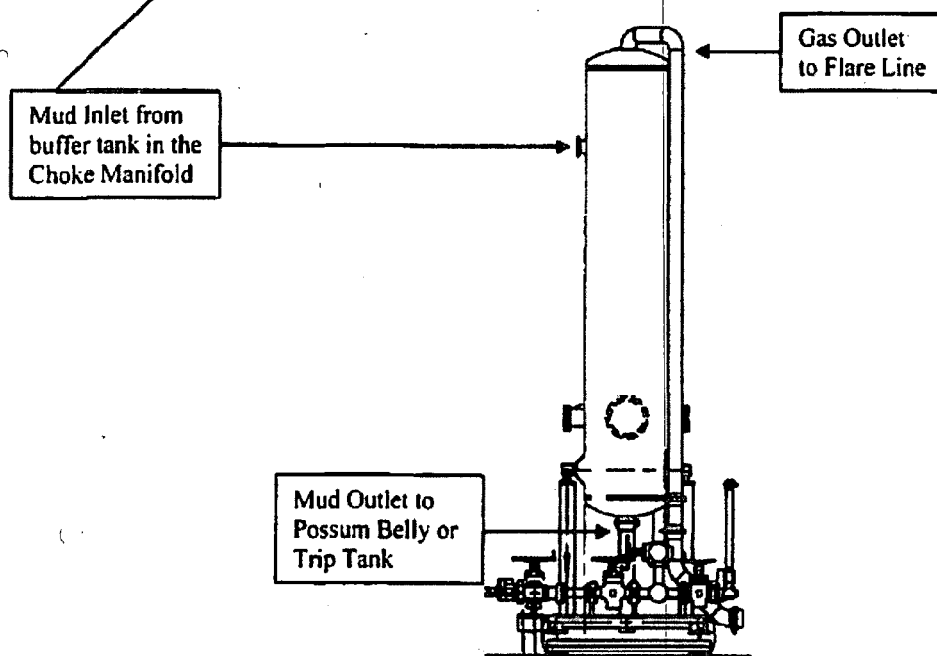 Gas Outlet
to Flare Line
Mud Inlet from
buffer tank in the
Choke Manifold
Mud Outlet to
Possum Belly or
Trip Tank